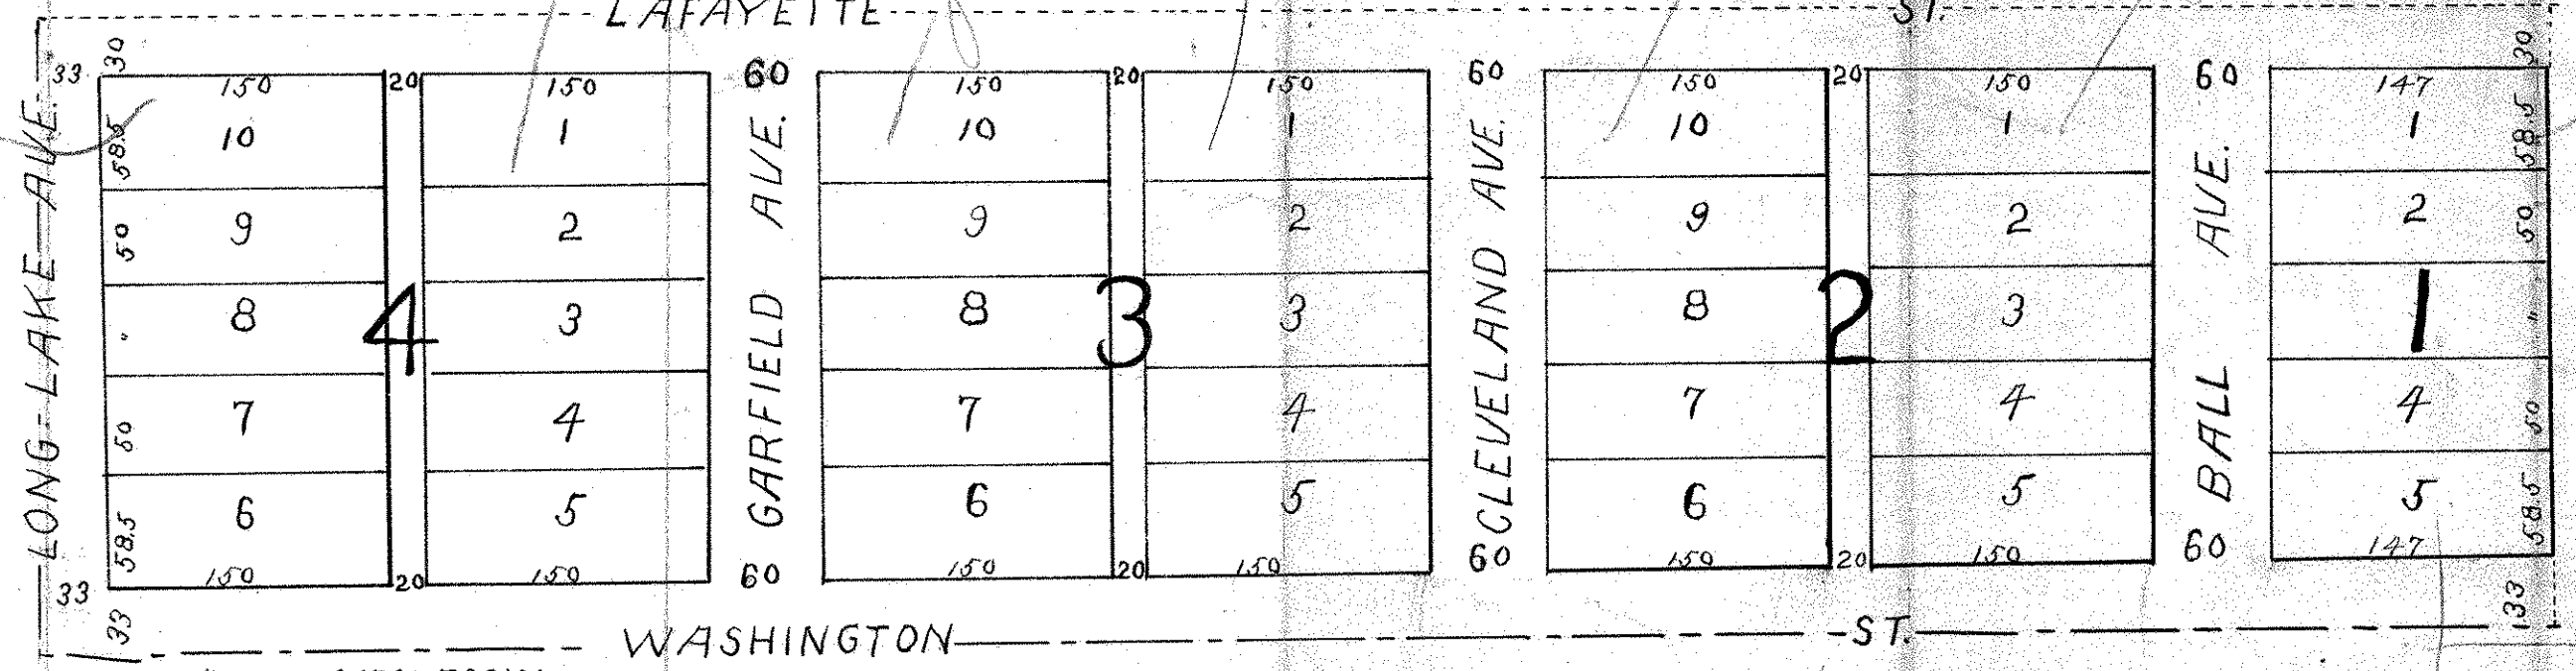 LAFAYETTE ST.
33 30 150 20 150 60 150 20 150 60 150 20 150 60 147 30
58.5 10 1 10 1 10 1 1 58.5
50 9 2 9 2 9 2 2 50
" 8 4 3 8 3 3 8 2 3 1 "
50 7 4 7 4 7 4 4 50
58.5 6 5 6 5 6 5 5 58.5
150 20 150 60 150 20 150 60 150 20 150 60 147
33 33 33
LONG LAKE AVE.
GARFIELD AVE.
CLEVELAND AVE.
BALL AVE.
WASHINGTON ST.